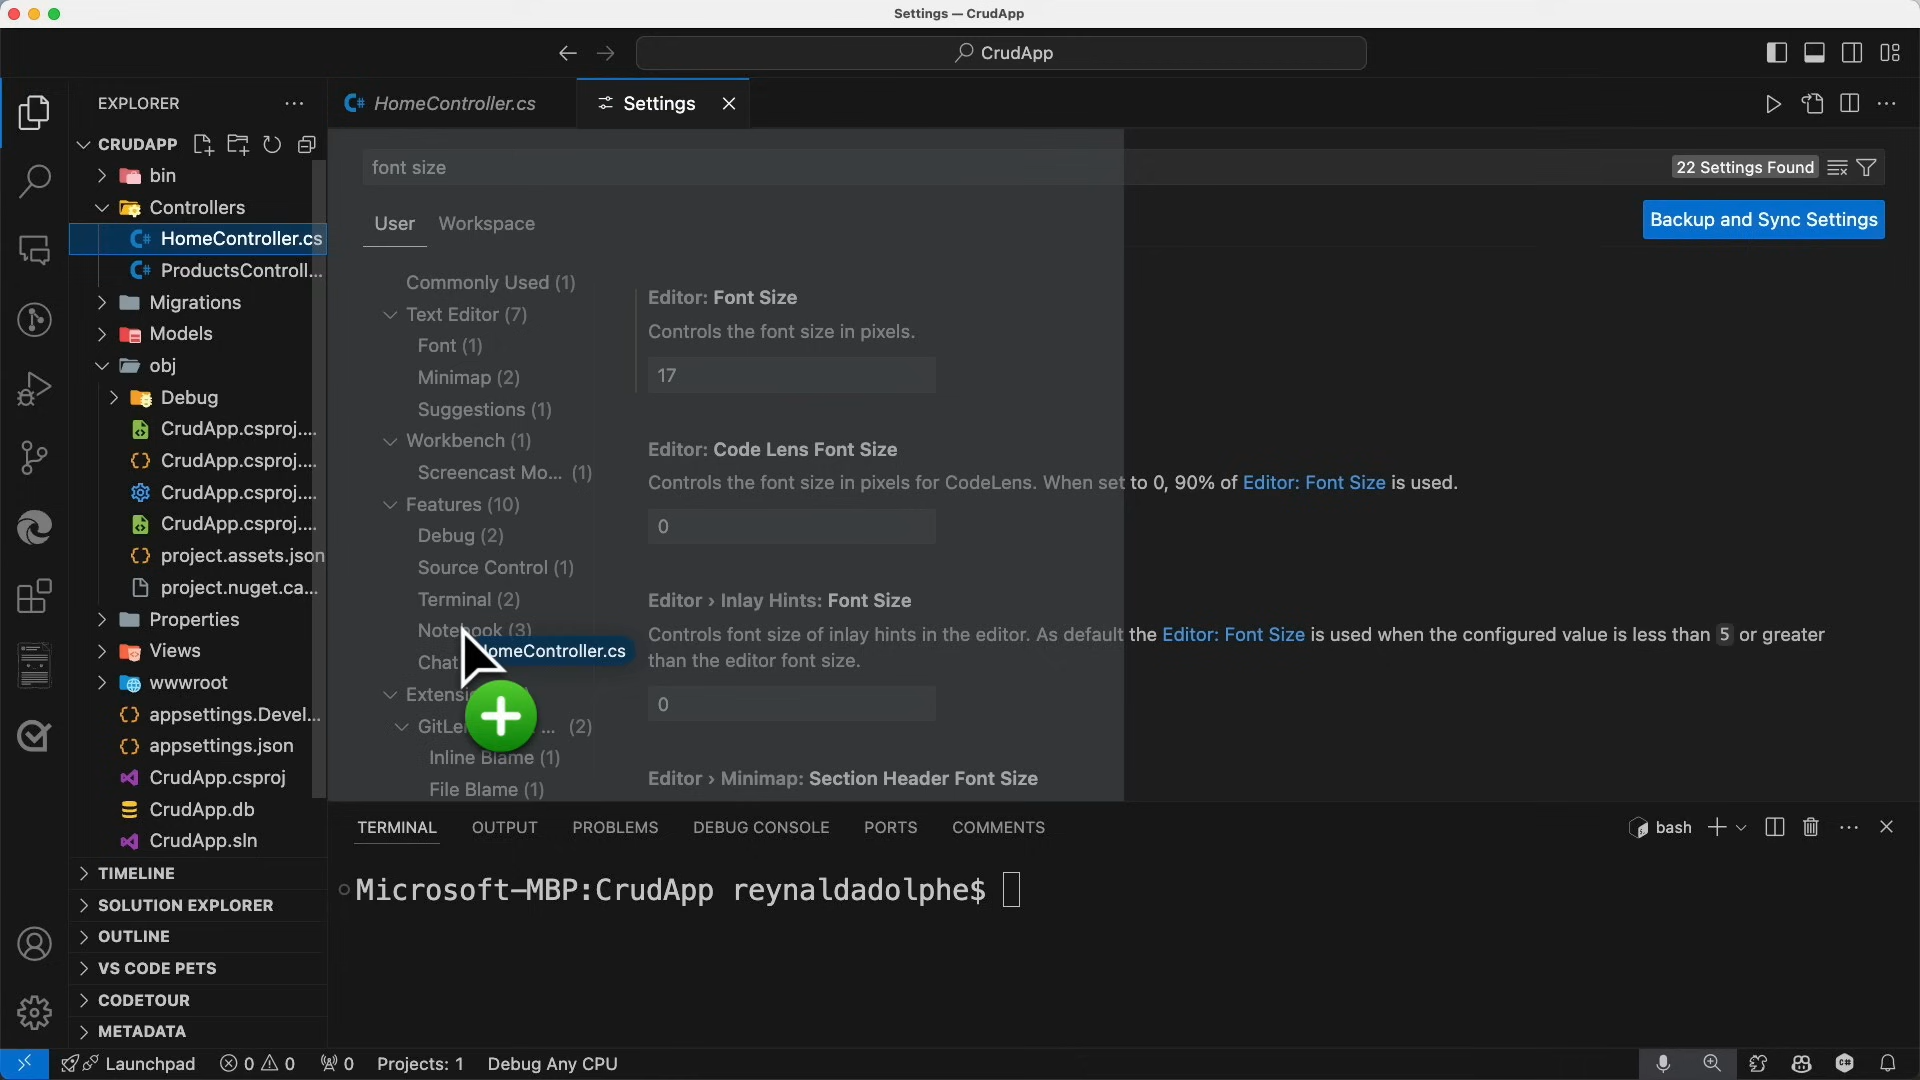 Settings — CrudApp
CrudApp
EXPLORER
HomeController.cs
Settings
CRUDAPP
bin
Controllers
HomeController.cs
ProductsControll...
Migrations
Models
obj
Debug
CrudApp.csproj....
CrudApp.csproj....
CrudApp.csproj....
CrudApp.csproj....
project.assets.json
project.nuget.ca...
Properties
Views
wwwroot
appsettings.Devel...
appsettings.json
CrudApp.csproj
CrudApp.db
CrudApp.sln
TIMELINE
SOLUTION EXPLORER
OUTLINE
VS CODE PETS
CODETOUR
METADATA
font size
22 Settings Found
User Workspace
Backup and Sync Settings
Commonly Used (1)
Text Editor (7)
Font (1)
Minimap (2)
Suggestions (1)
Workbench (1)
Screencast Mo... (1)
Features (10)
Debug (2)
Source Control (1)
Terminal (2)
Notebook (3)
Chat
HomeController.cs
Extensi
GitLe ... (2)
Inline Blame (1)
File Blame (1)
Editor: Font Size
Controls the font size in pixels.
17
Editor: Code Lens Font Size
Controls the font size in pixels for CodeLens. When set to 0, 90% of Editor: Font Size is used.
0
Editor › Inlay Hints: Font Size
Controls font size of inlay hints in the editor. As default the Editor: Font Size is used when the configured value is less than 5 or greater
than the editor font size.
0
Editor › Minimap: Section Header Font Size
TERMINAL OUTPUT PROBLEMS DEBUG CONSOLE PORTS COMMENTS
bash
Microsoft-MBP:CrudApp reynaldadolphe$
Launchpad 0 0 0 Projects: 1 Debug Any CPU